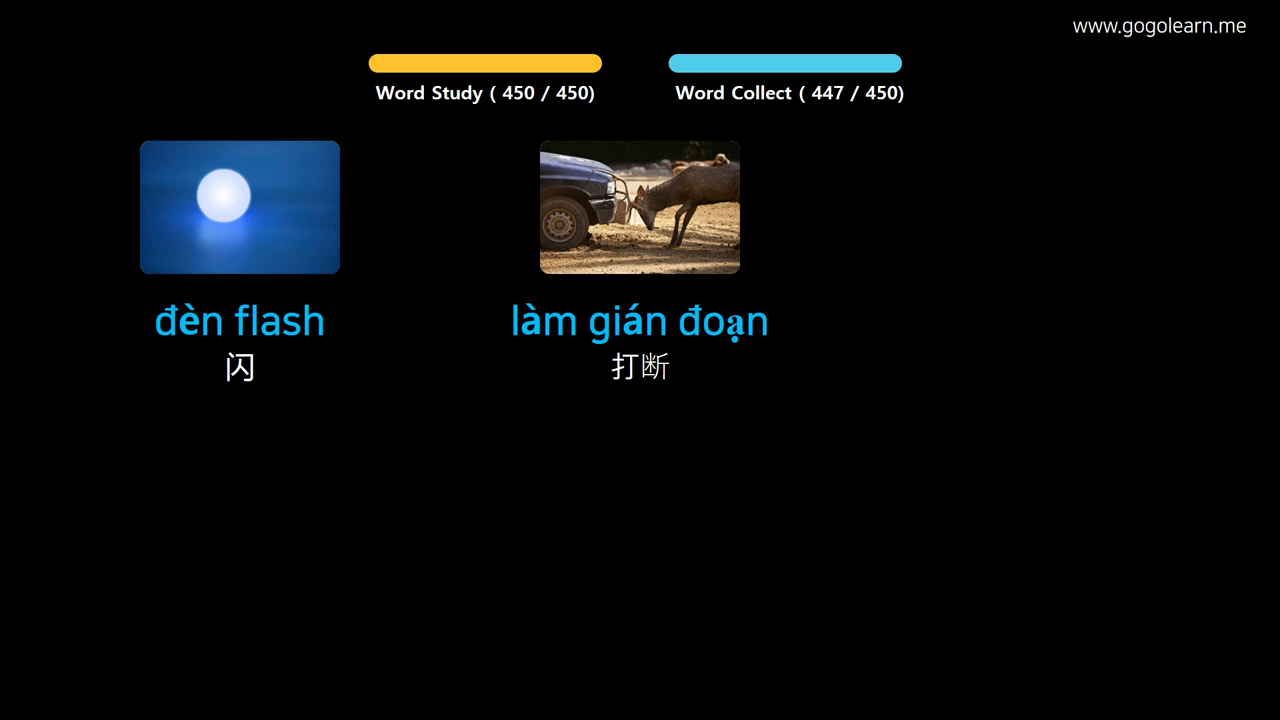 www.gogolearn.me
Word Study ( 450 / 450)
Word Collect ( 447 / 450)
đèn flash
闪
làm gián đoạn
打断